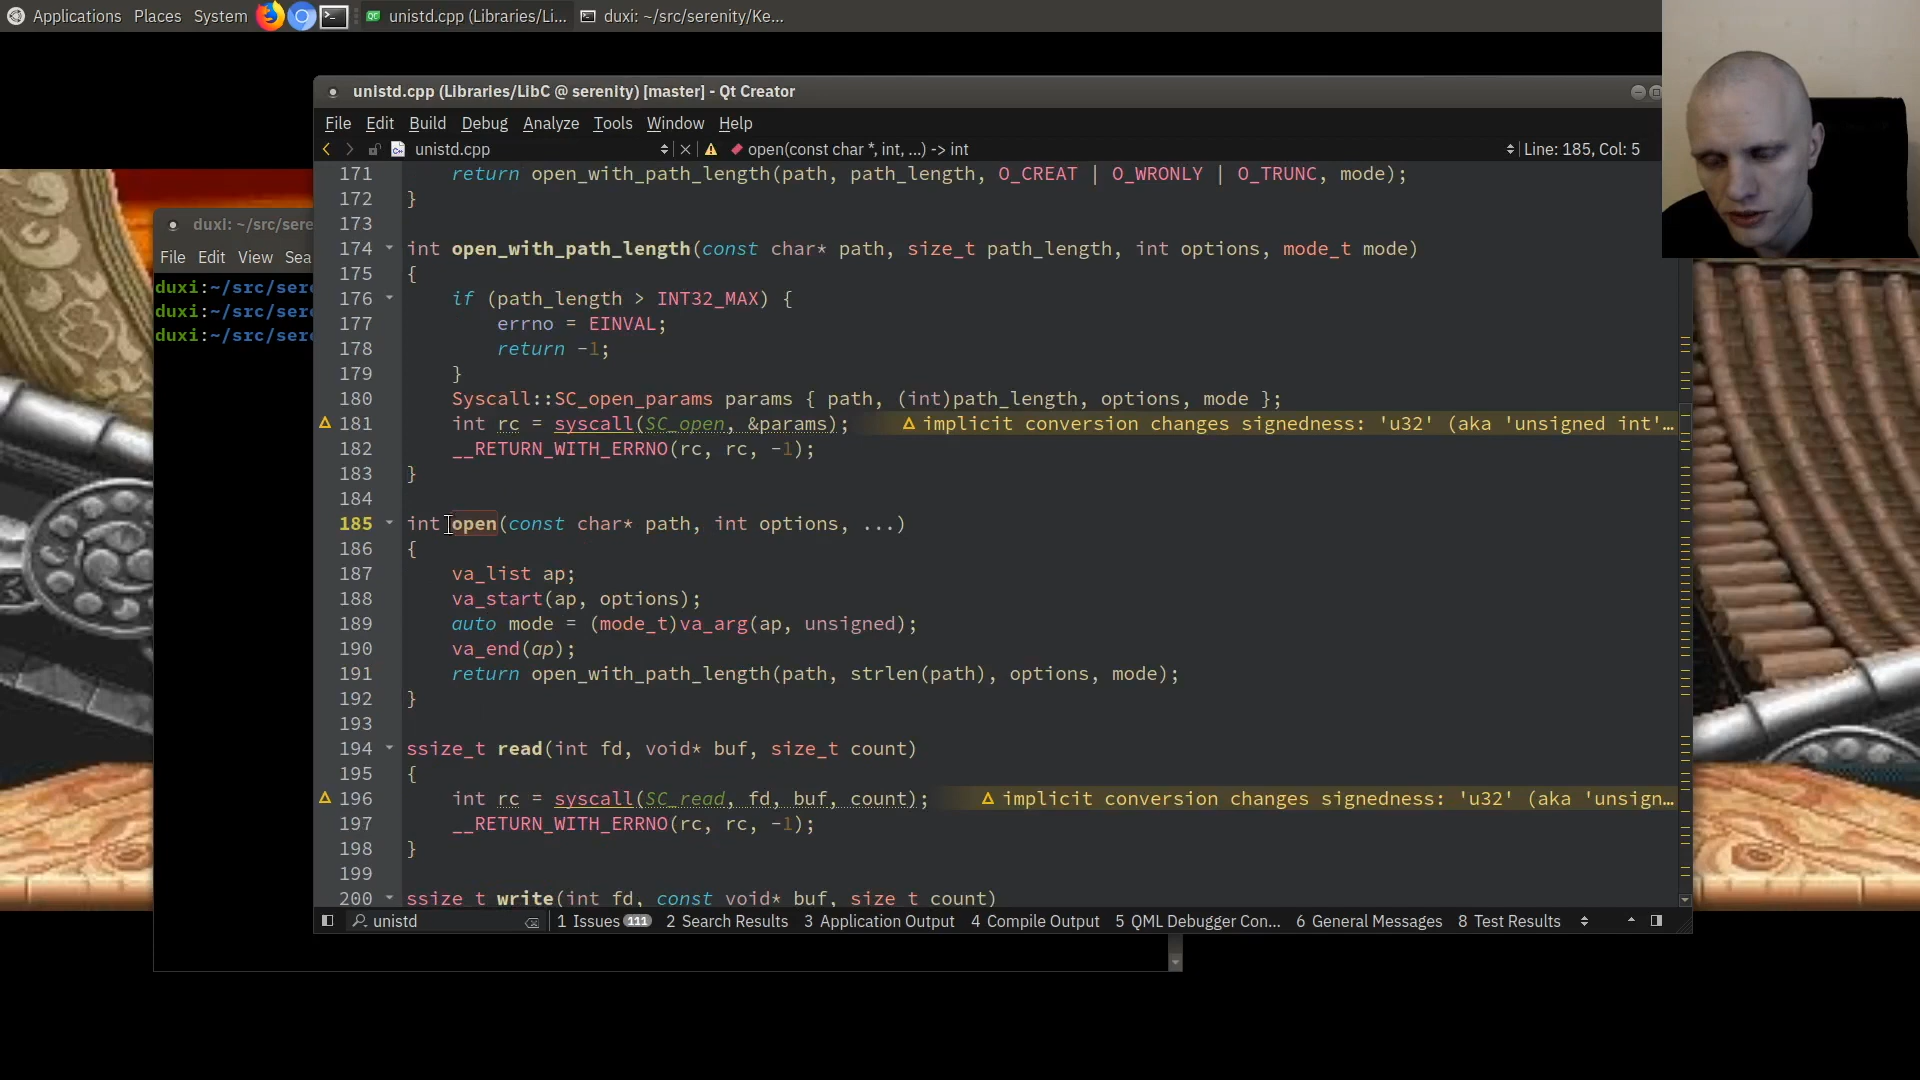 Applications Places System unistd.cpp (Libraries/Li... duxi: ~/src/serenity/Ke...
unistd.cpp (Libraries/LibC @ serenity) [master] - Qt Creator
File Edit Build Debug Analyze Tools Window Help
unistd.cpp open(const char *, int, ...) -> int Line: 185, Col: 5
duxi: ~/src/sere
File Edit View Sea
duxi:~/src/sere
duxi:~/src/sere
duxi:~/src/sere
171 return open_with_path_length(path, path_length, O_CREAT | O_WRONLY | O_TRUNC, mode);
172 }
173
174 int open_with_path_length(const char* path, size_t path_length, int options, mode_t mode)
175 {
176 if (path_length > INT32_MAX) {
177 errno = EINVAL;
178 return -1;
179 }
180 Syscall::SC_open_params params { path, (int)path_length, options, mode };
181 int rc = syscall(SC_open, &params); implicit conversion changes signedness: 'u32' (aka 'unsigned int'...
182 __RETURN_WITH_ERRNO(rc, rc, -1);
183 }
184
185 int open(const char* path, int options, ...)
186 {
187 va_list ap;
188 va_start(ap, options);
189 auto mode = (mode_t)va_arg(ap, unsigned);
190 va_end(ap);
191 return open_with_path_length(path, strlen(path), options, mode);
192 }
193
194 ssize_t read(int fd, void* buf, size_t count)
195 {
196 int rc = syscall(SC_read, fd, buf, count); implicit conversion changes signedness: 'u32' (aka 'unsign...
197 __RETURN_WITH_ERRNO(rc, rc, -1);
198 }
199
200 ssize_t write(int fd, const void* buf, size_t count)
unistd 1 Issues 111 2 Search Results 3 Application Output 4 Compile Output 5 QML Debugger Con... 6 General Messages 8 Test Results